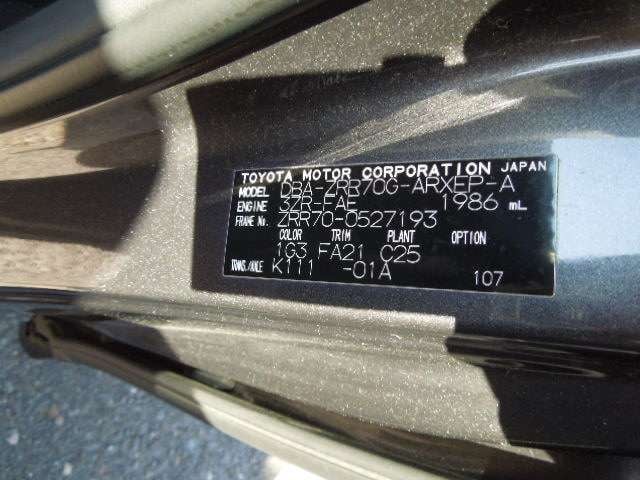 TOYOTA MOTOR CORPORATION JAPAN
MODEL DBA-ZRR70G-ARXEP-A
ENGINE 3ZR-FAE 1986 mL
FRAME No. ZRR70-0527193
COLOR TRIM PLANT OPTION
1G3 FA21 C25
TRANS./AXLE K111 -01A
107